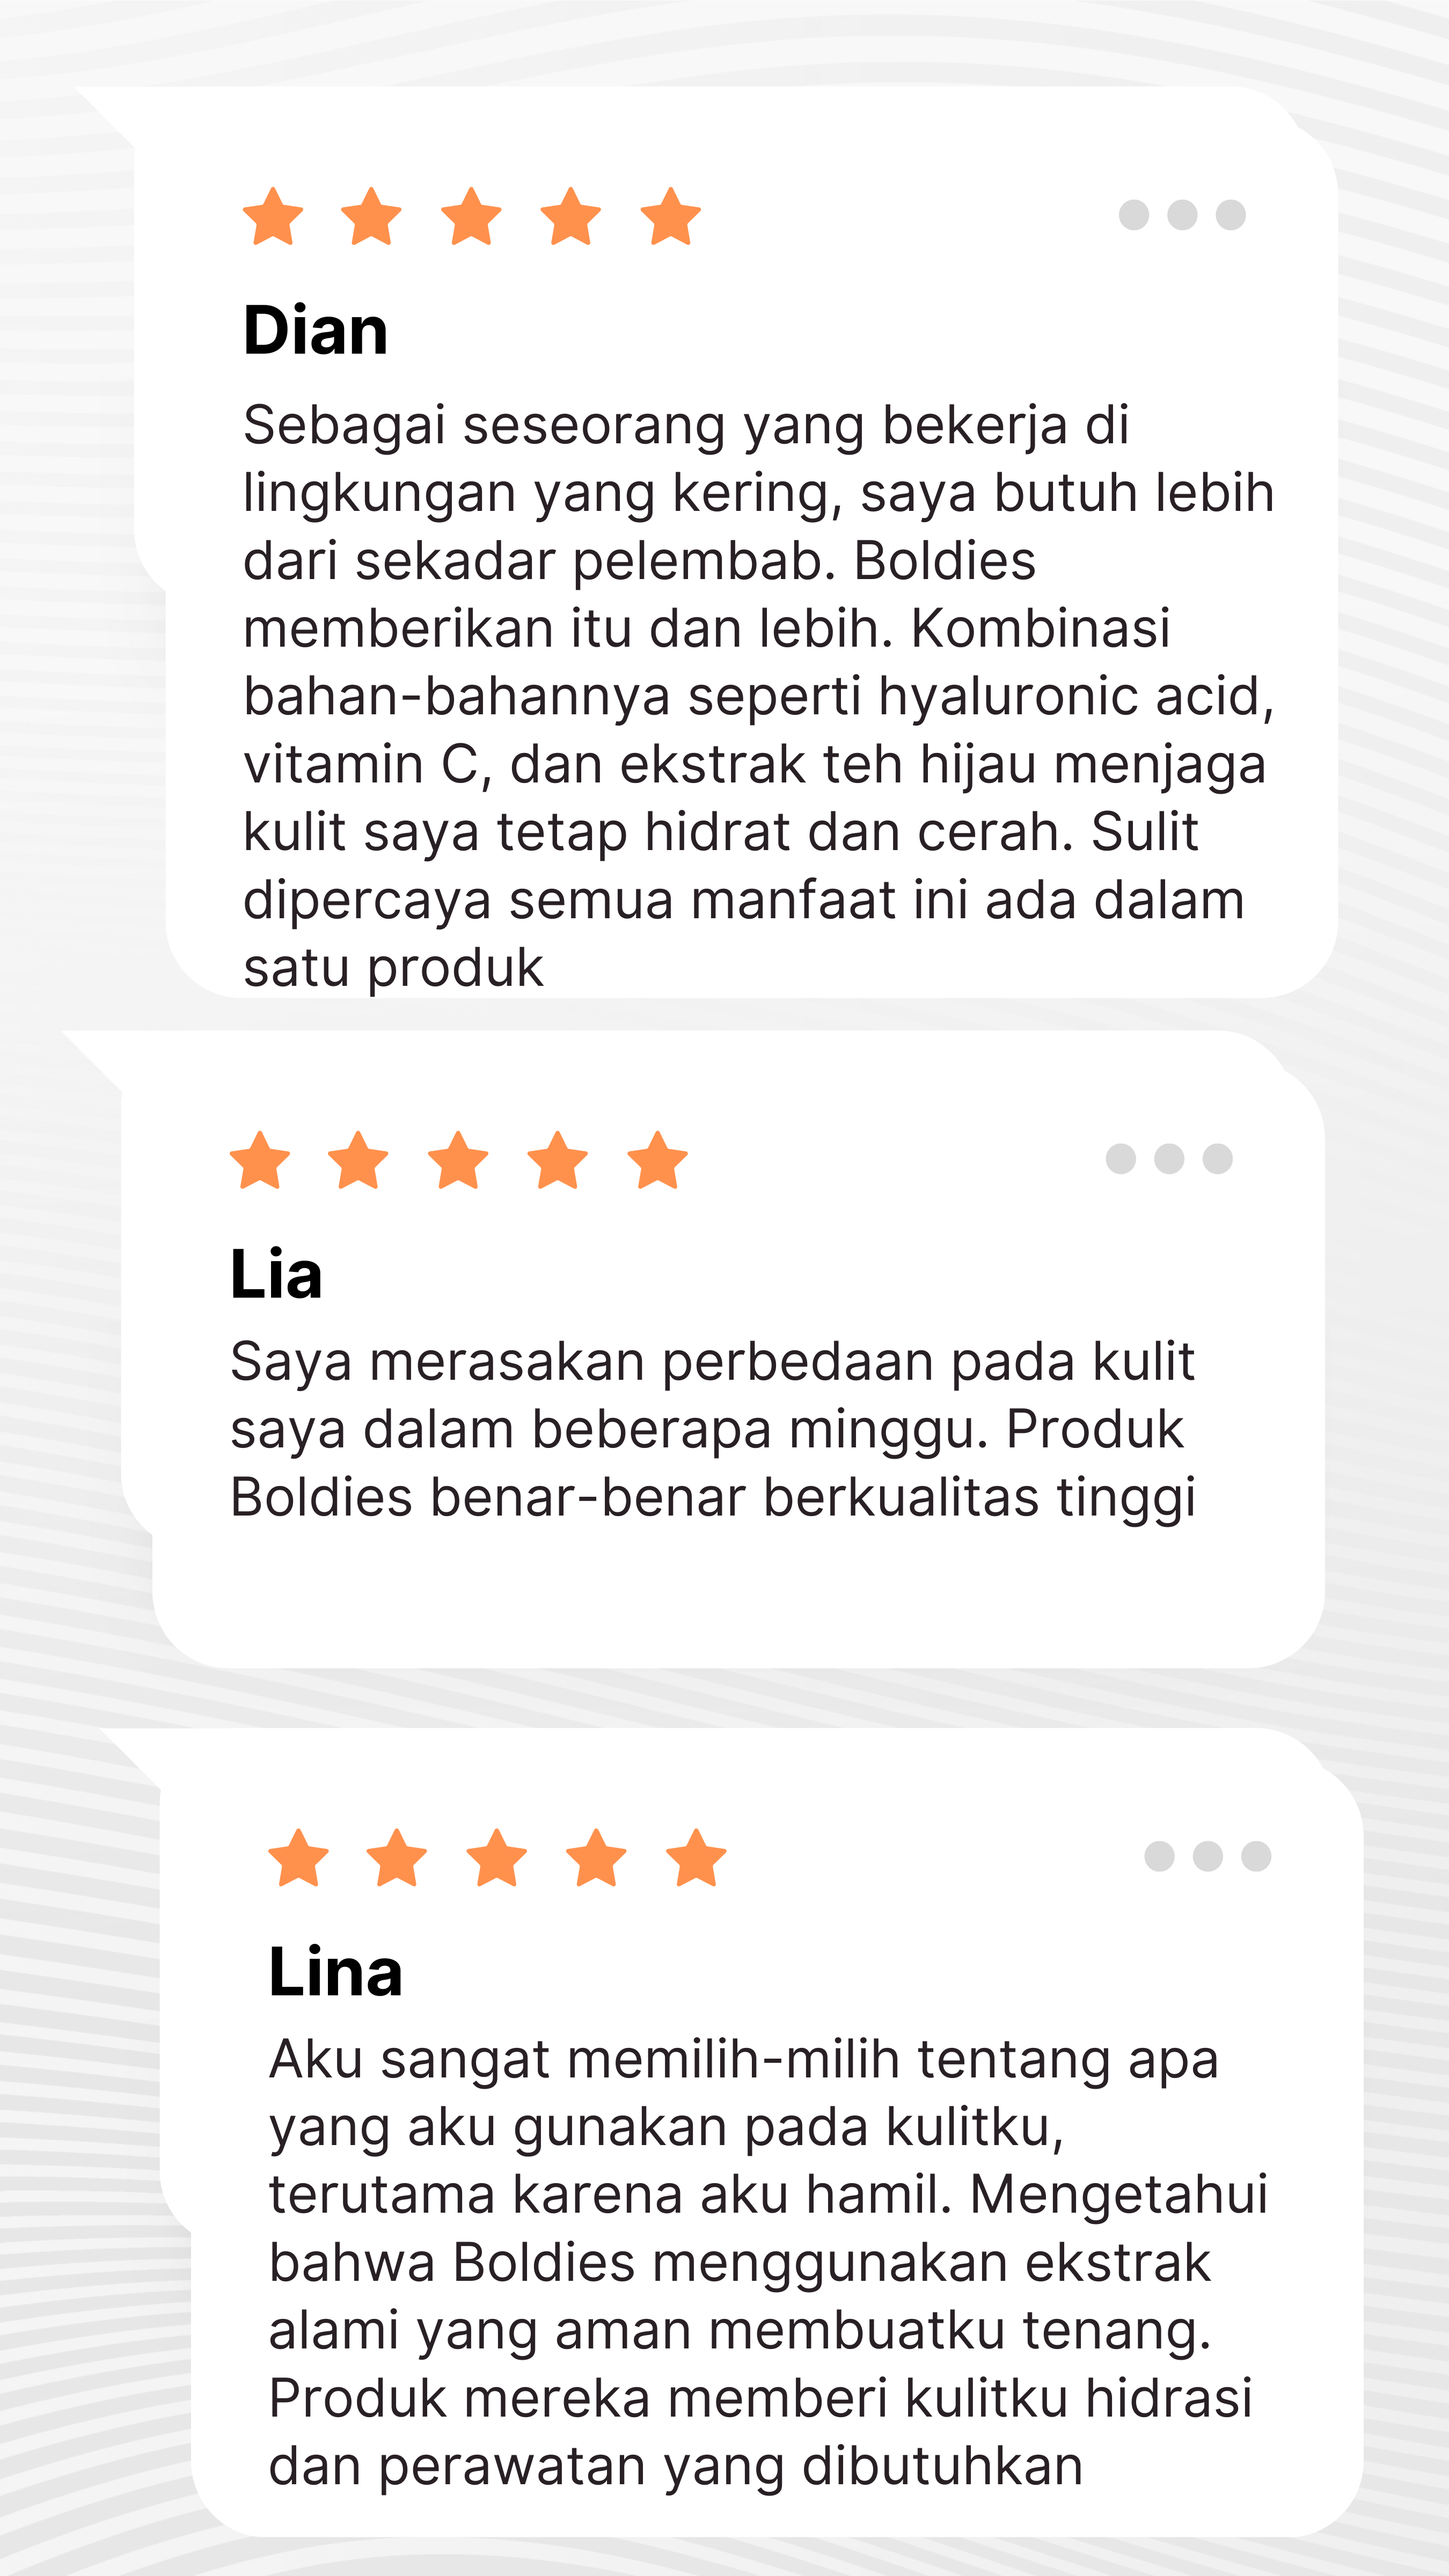 Dian
Sebagai seseorang yang bekerja di
lingkungan yang kering, saya butuh lebih
dari sekadar pelembab. Boldies
memberikan itu dan lebih. Kombinasi
bahan-bahannya seperti hyaluronic acid,
vitamin C, dan ekstrak teh hijau menjaga
kulit saya tetap hidrat dan cerah. Sulit
dipercaya semua manfaat ini ada dalam
satu produk
Lia
Saya merasakan perbedaan pada kulit
saya dalam beberapa minggu. Produk
Boldies benar-benar berkualitas tinggi
Lina
Aku sangat memilih-milih tentang apa
yang aku gunakan pada kulitku,
terutama karena aku hamil. Mengetahui
bahwa Boldies menggunakan ekstrak
alami yang aman membuatku tenang.
Produk mereka memberi kulitku hidrasi
dan perawatan yang dibutuhkan